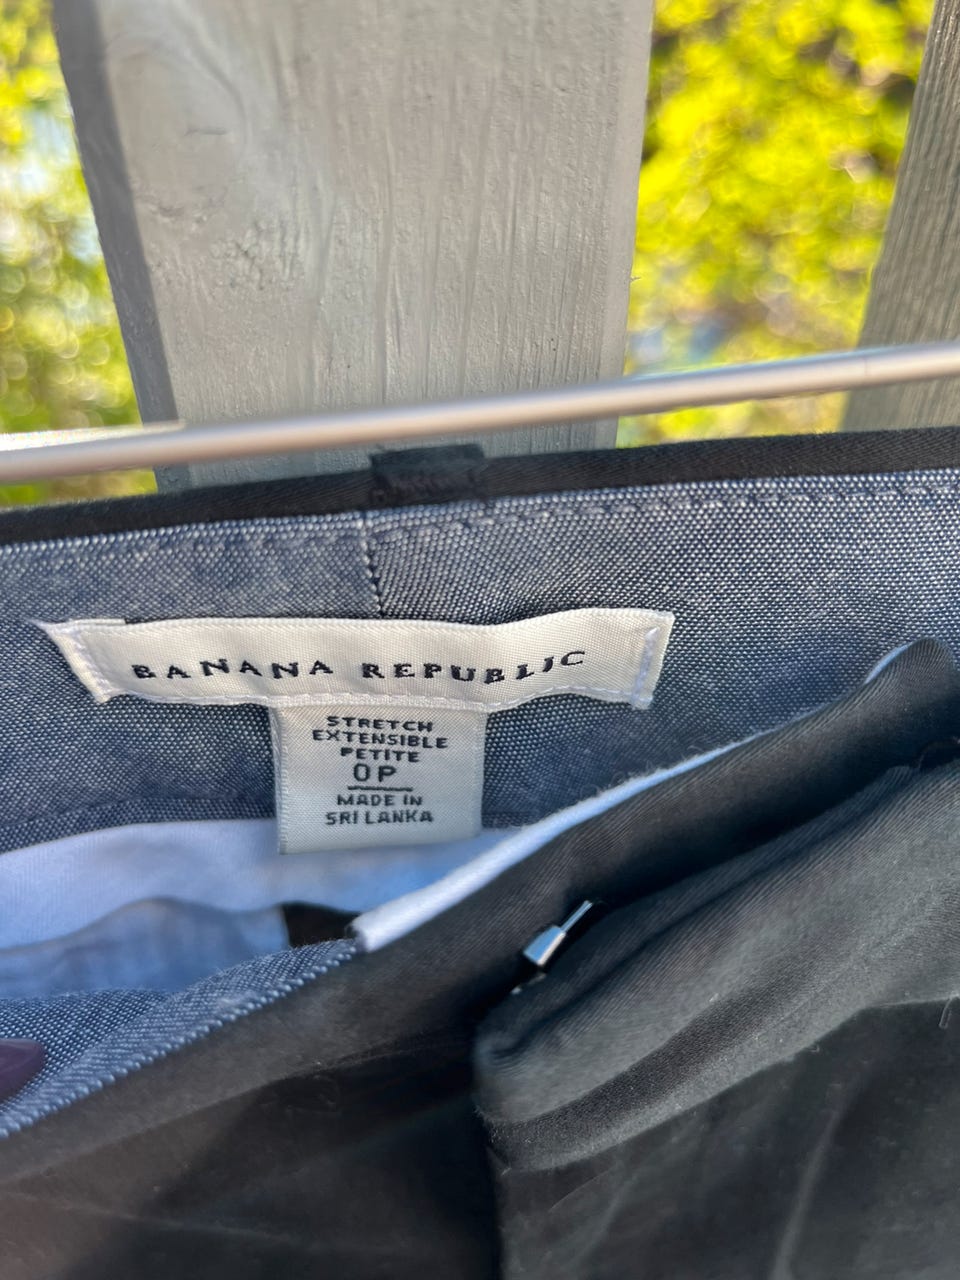 BANANA REPUBLIC
STRETCH
EXTENSIBLE
PETITE
0P
MADE IN
SRI LANKA